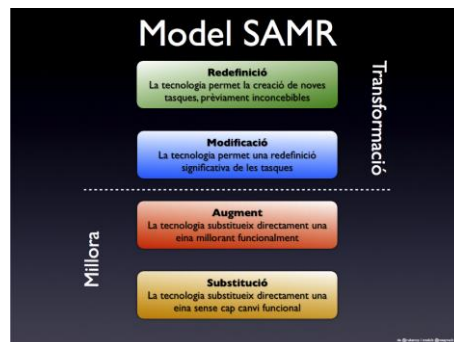 Model SAMR
Redefinició
La tecnologia permet la creació de noves
tasques, prèviament inconcebibles
Transformació
Modificació
La tecnologia permet una redefinició
significativa de les tasques
Augment
La tecnologia substitueix directament una
eina millorant funcionalment
Millora
Substitució
La tecnologia substitueix directament una
eina sense cap canvi funcional